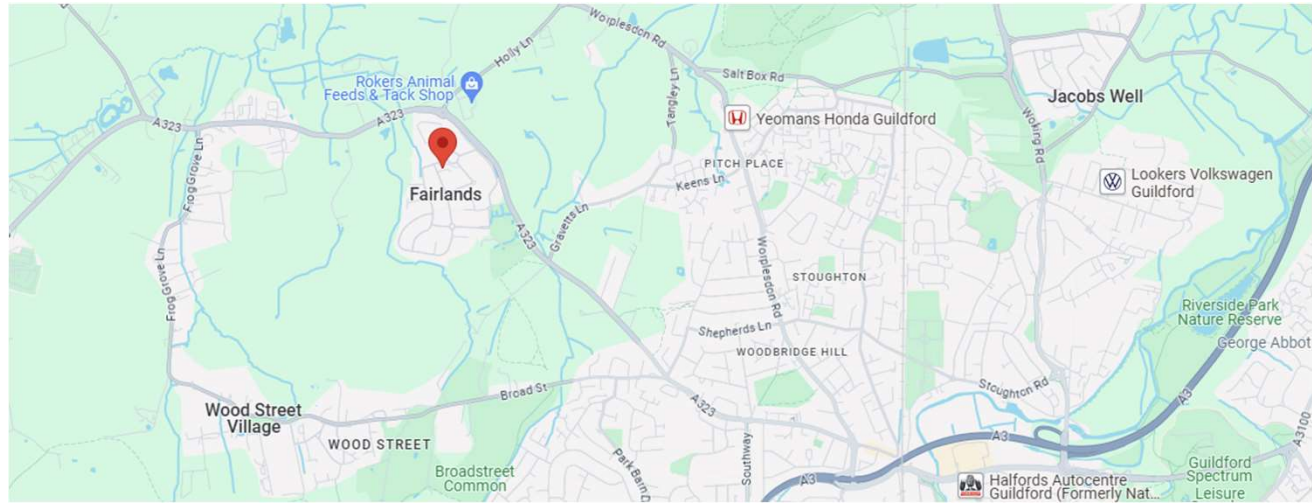 Worplesdon Rd
Holly Ln
Salt Box Rd
Rokers Animal
Feeds & Tack Shop
Tangley Ln
Jacobs Well
A323
A323
Yeomans Honda Guildford
Woking Rd
Frog Grove Ln
PITCH PLACE
Lookers Volkswagen
Guildford
Keens Ln
Fairlands
Gravetts Ln
A323
Worplesdon Rd
Frog Grove Ln
STOUGHTON
Riverside Park
Nature Reserve
Shepherds Ln
George Abbot
WOODBRIDGE HILL
Broad St
Stoughton Rd
A3
Wood Street
Village
A323
WOOD STREET
A3
A3100
Southway
Park Barn D
Broadstreet
Common
A3
Guildford
Spectrum
Leisure
Halfords Autocentre
Guildford (Formerly Nat...